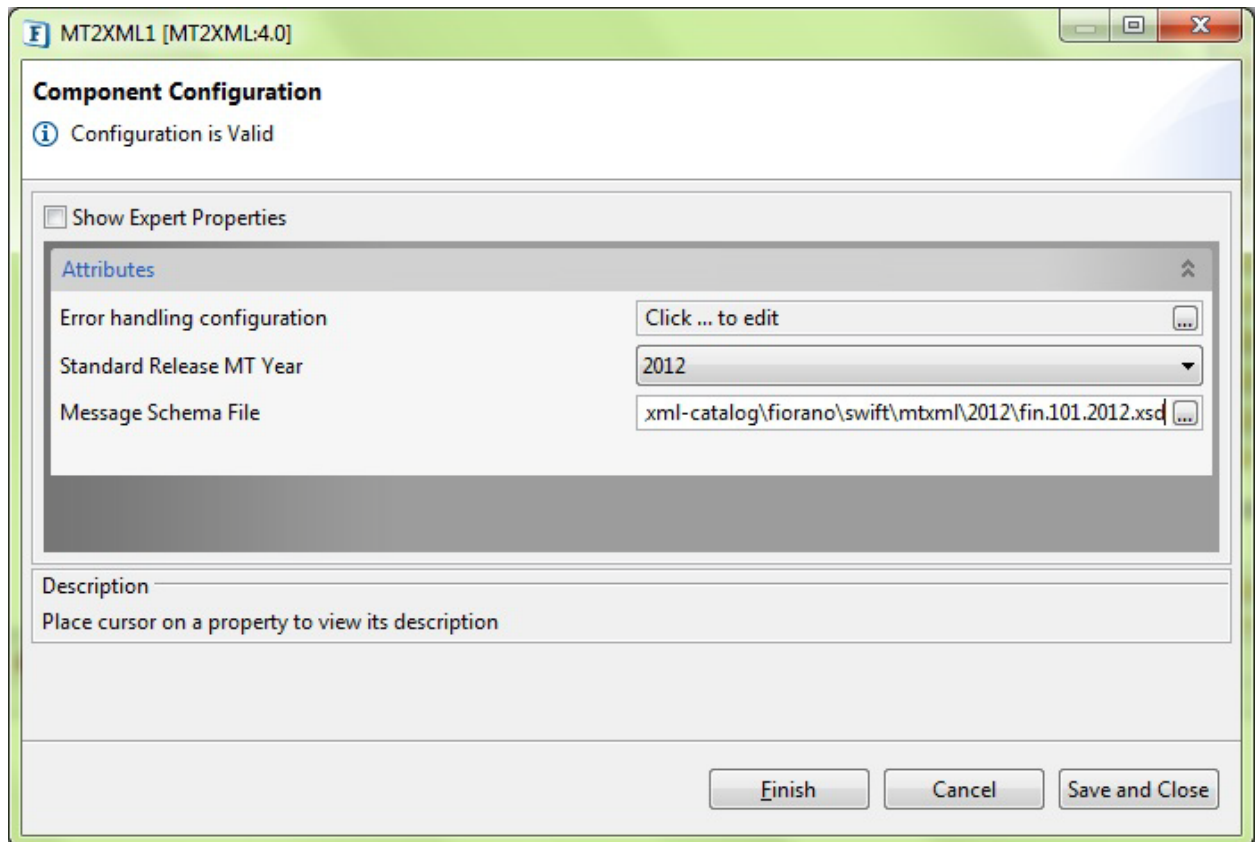 MT2XML1 [MT2XML:4.0]
Component Configuration
Configuration is Valid
Show Expert Properties
Attributes
Error handling configuration Click ... to edit ...
Standard Release MT Year 2012
Message Schema File xml-catalog\fiorano\swift\mtxml\2012\fin.101.2012.xsd ...
Description
Place cursor on a property to view its description
Finish Cancel Save and Close